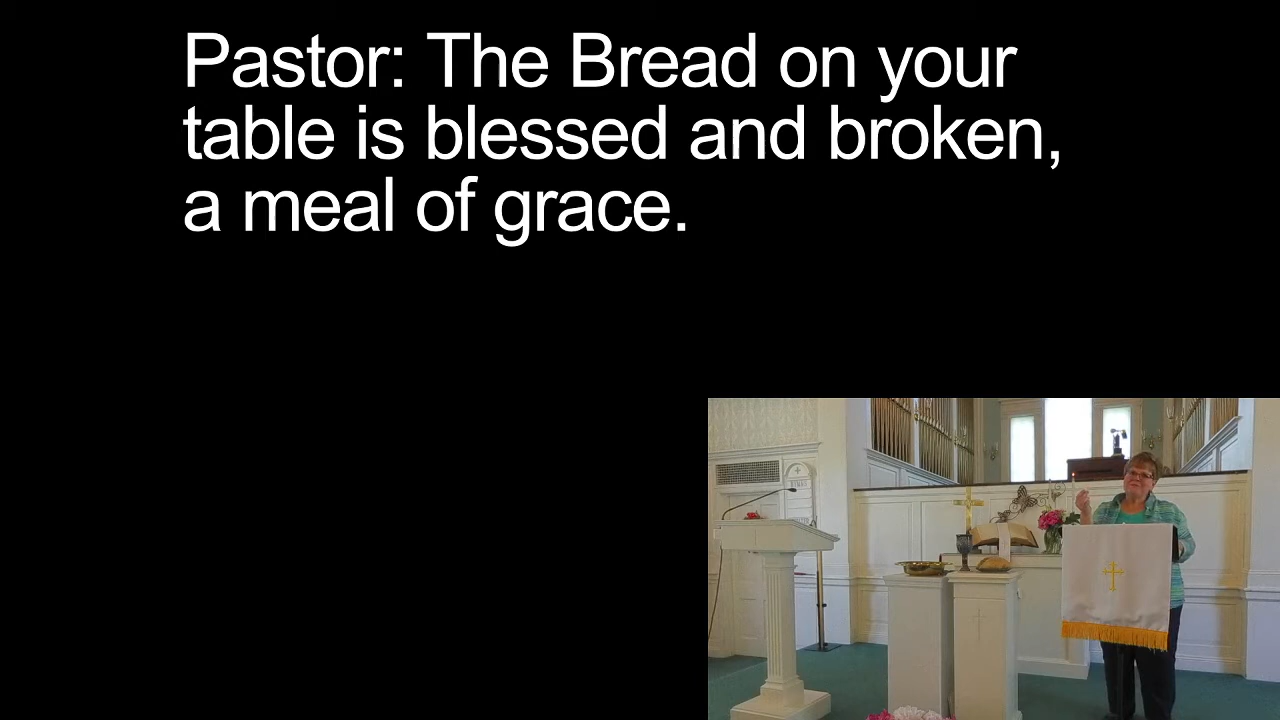 Pastor: The Bread on your
table is blessed and broken,
a meal of grace.